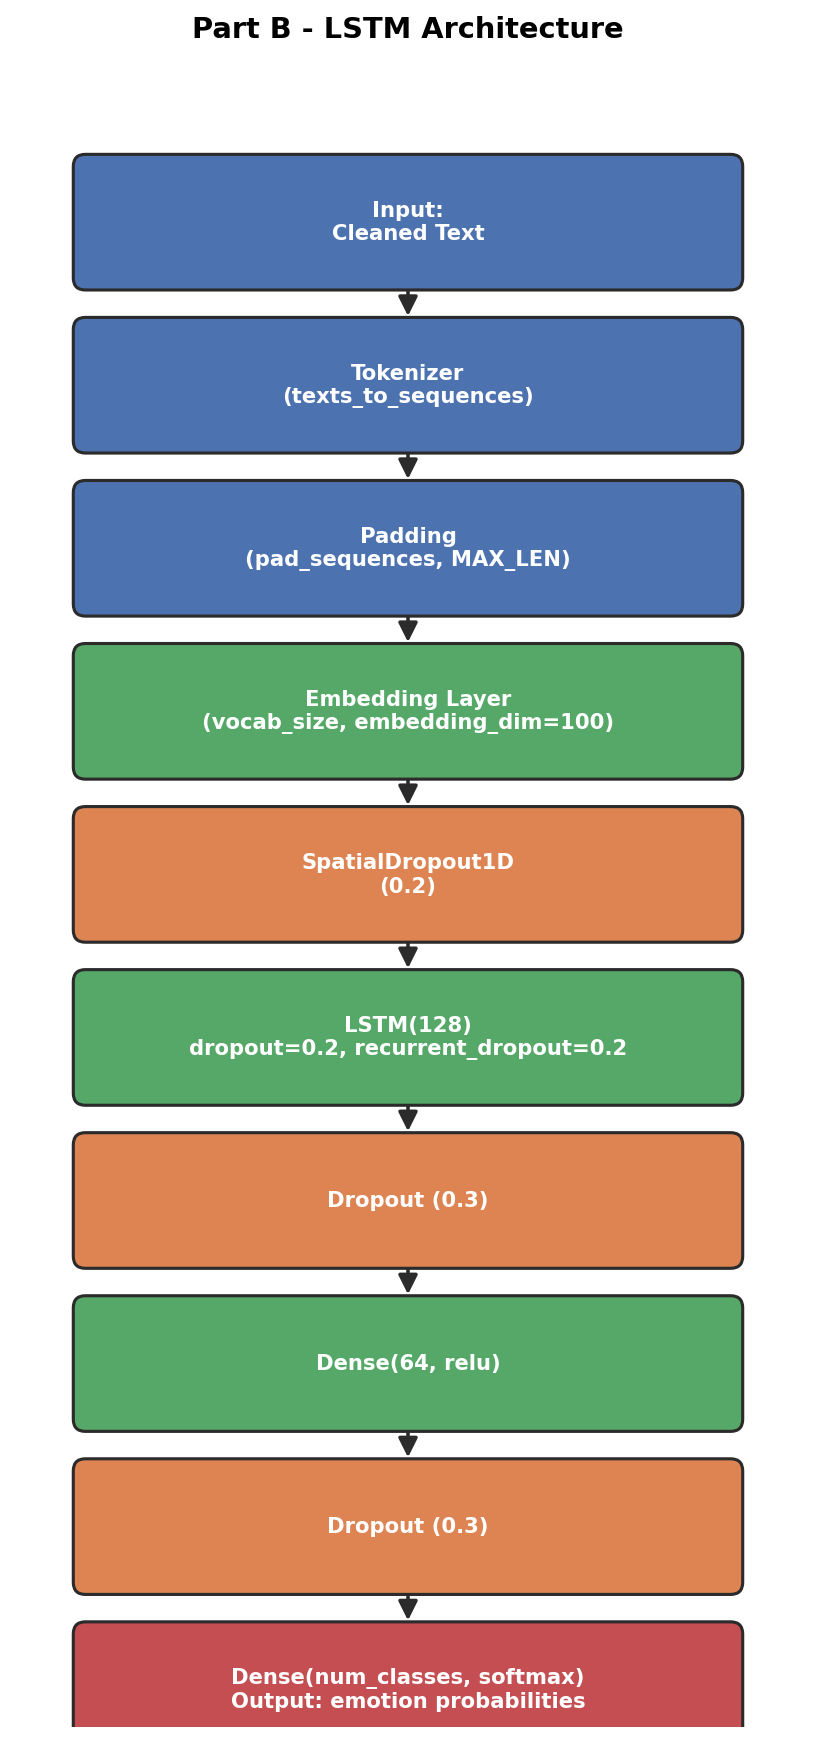 Part B - LSTM Architecture
Input:
Cleaned Text
Tokenizer
(texts_to_sequences)
Padding
(pad_sequences, MAX_LEN)
Embedding Layer
(vocab_size, embedding_dim=100)
SpatialDropout1D
(0.2)
LSTM(128)
dropout=0.2, recurrent_dropout=0.2
Dropout (0.3)
Dense(64, relu)
Dropout (0.3)
Dense(num_classes, softmax)
Output: emotion probabilities